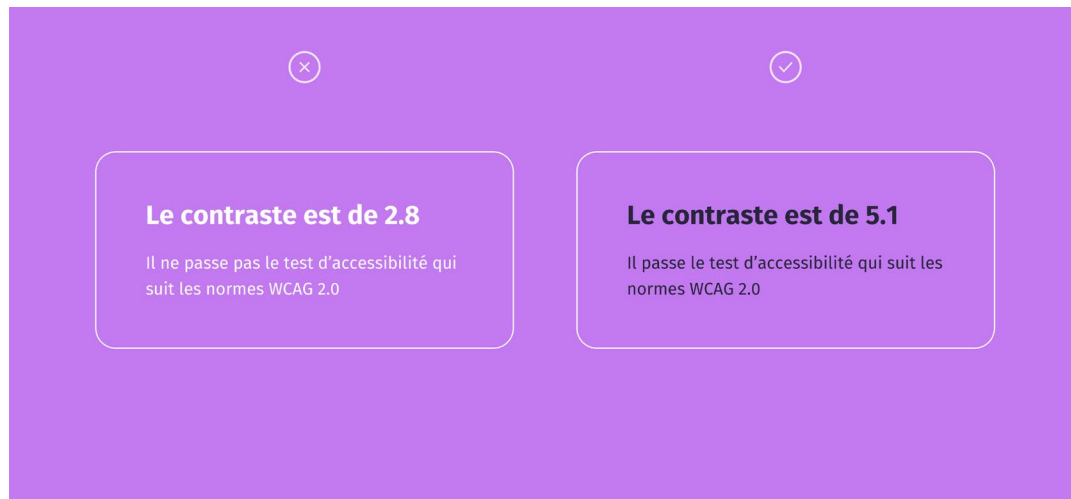 Le contraste est de 2.8
Il ne passe pas le test d’accessibilité qui
suit les normes WCAG 2.0
Le contraste est de 5.1
Il passe le test d’accessibilité qui suit les
normes WCAG 2.0